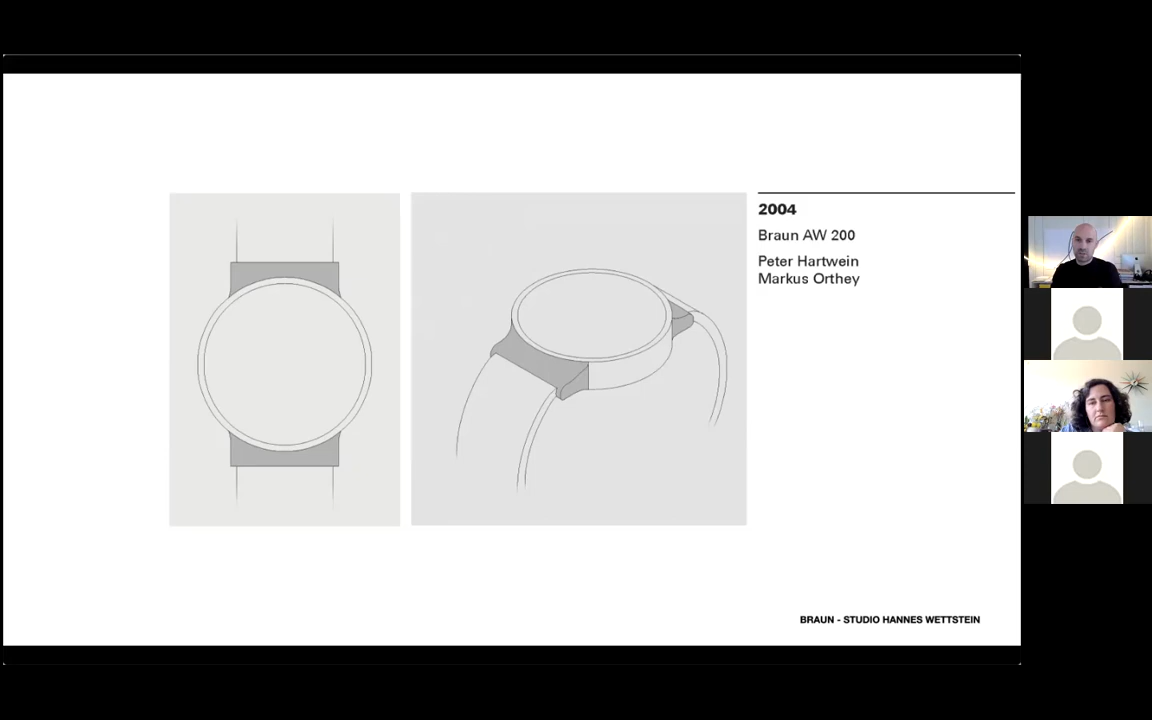 2004
Braun AW 200
Peter Hartwein
Markus Orthey
BRAUN - STUDIO HANNES WETTSTEIN